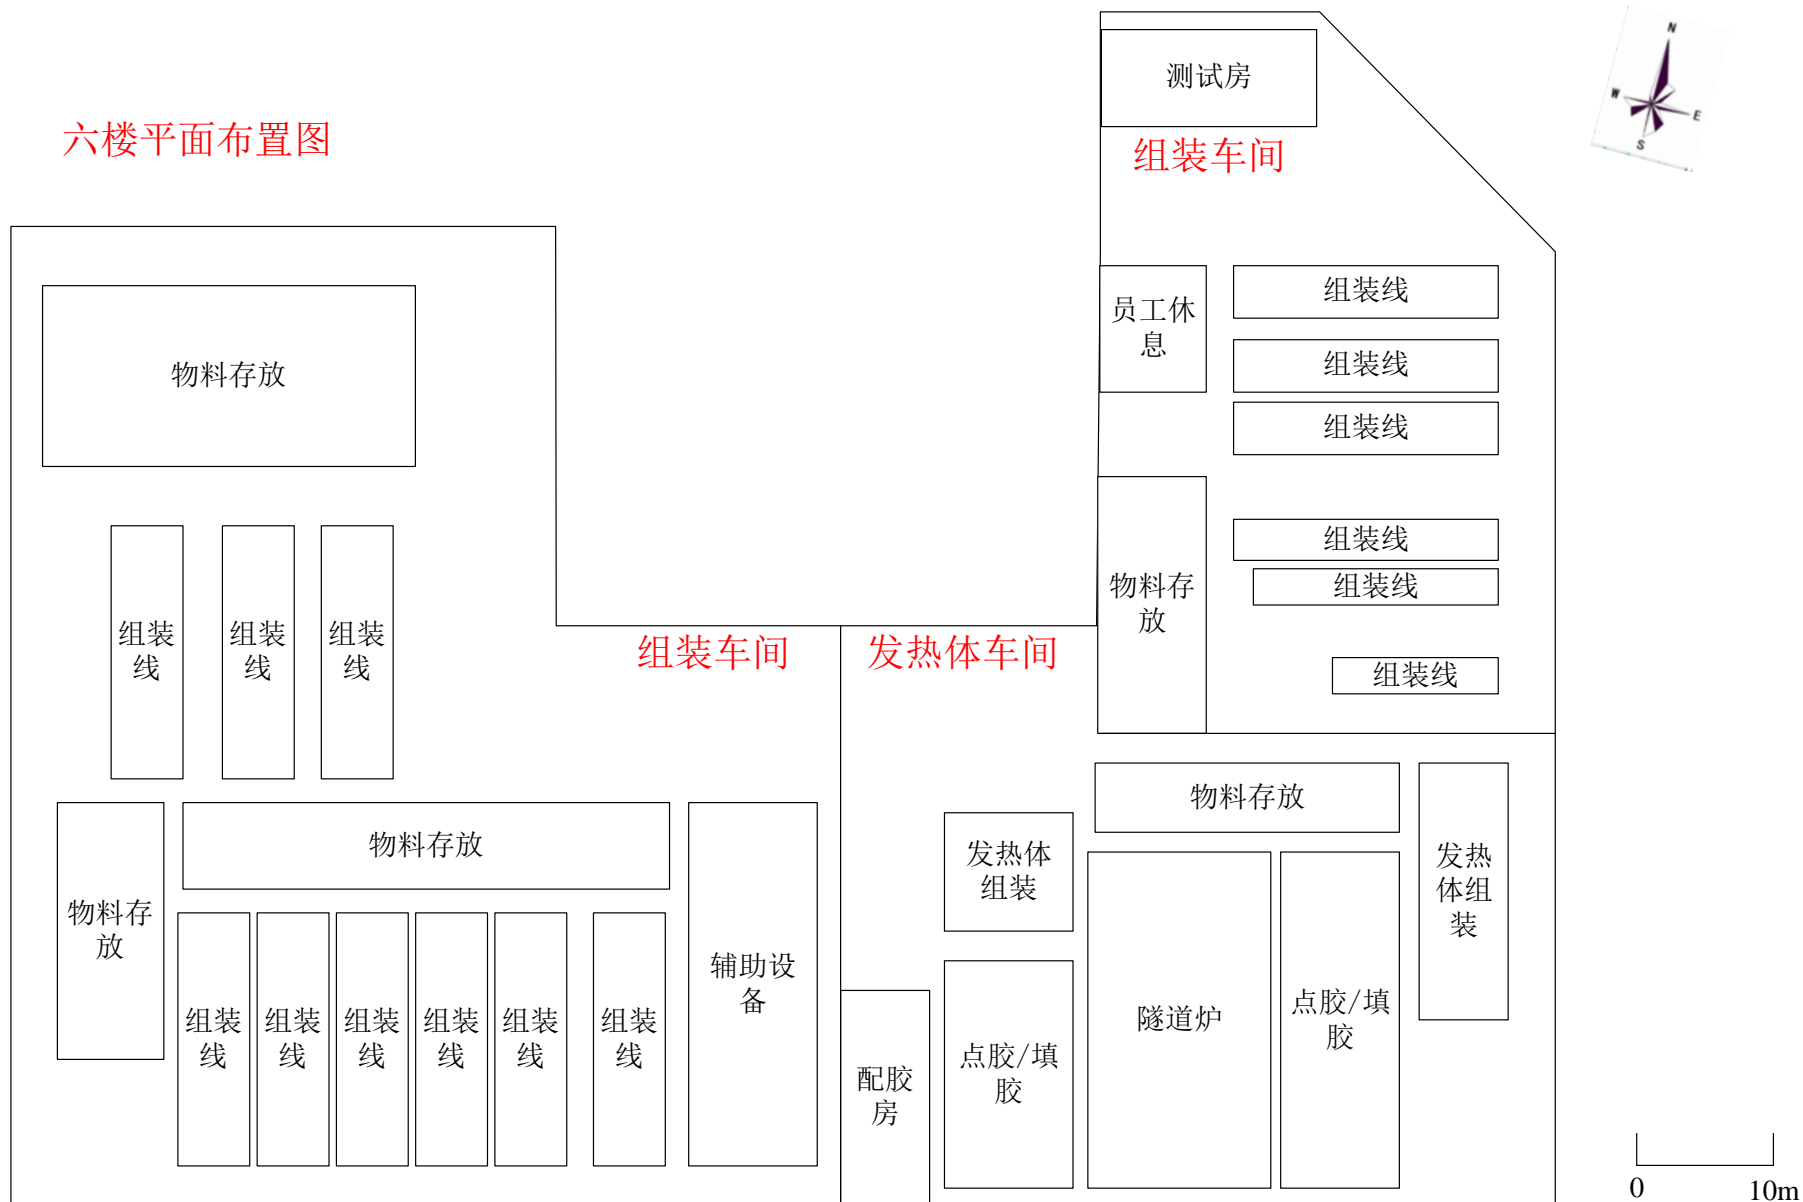 六楼平面布置图
测试房
组装车间
N
W
E
S
员工休
息
组装线
组装线
组装线
物料存放
组装线
组装线
组装线
物料存
放
组装
线
组装
线
组装
线
组装车间
发热体车间
物料存放
物料存
放
组装
线
组装
线
组装
线
组装
线
组装
线
组装
线
辅助设
备
物料存放
发热体
组装
发热
体组
装
点胶/填
胶
隧道炉
点胶/填
胶
配胶
房
0
10m